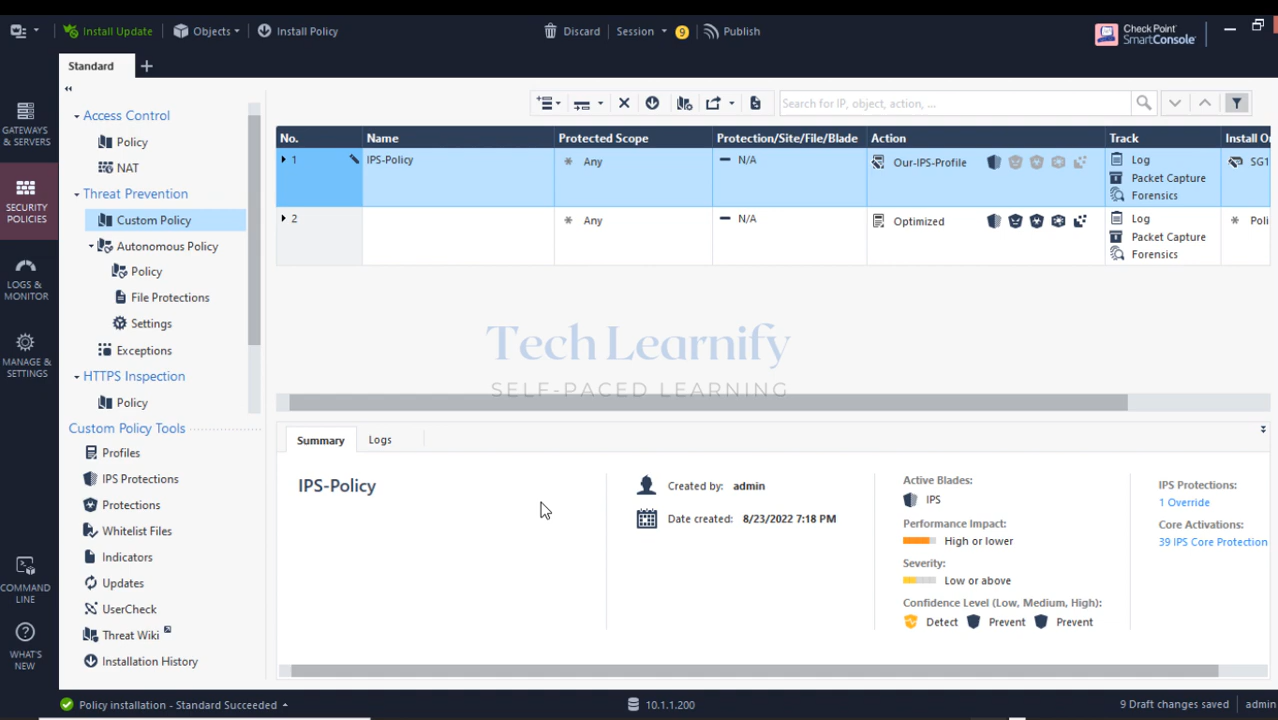 Install Update
Objects
Install Policy
Discard
Session
9
Publish
Check Point
SmartConsole
Standard
GATEWAYS
& SERVERS
SECURITY
POLICIES
LOGS &
MONITOR
MANAGE &
SETTINGS
COMMAND
LINE
WHAT'S
NEW
Access Control
Policy
NAT
Threat Prevention
Custom Policy
Autonomous Policy
Policy
File Protections
Settings
Exceptions
HTTPS Inspection
Policy
Custom Policy Tools
Profiles
IPS Protections
Protections
Whitelist Files
Indicators
Updates
UserCheck
Threat Wiki
Installation History
Search for IP, object, action, ...
No. Name Protected Scope Protection/Site/File/Blade Action Track Install On
1 IPS-Policy Any N/A Our-IPS-Profile Log SG1
Packet Capture
Forensics
2 Any N/A Optimized Log Poli
Packet Capture
Forensics
Tech Learnify
SELF-PACED LEARNING
Summary Logs
IPS-Policy
Created by: admin
Date created: 8/23/2022 7:18 PM
Active Blades:
IPS
Performance Impact:
High or lower
Severity:
Low or above
Confidence Level (Low, Medium, High):
Detect Prevent Prevent
IPS Protections:
1 Override
Core Activations:
39 IPS Core Protection
Policy installation - Standard Succeeded
10.1.1.200
9 Draft changes saved
admin